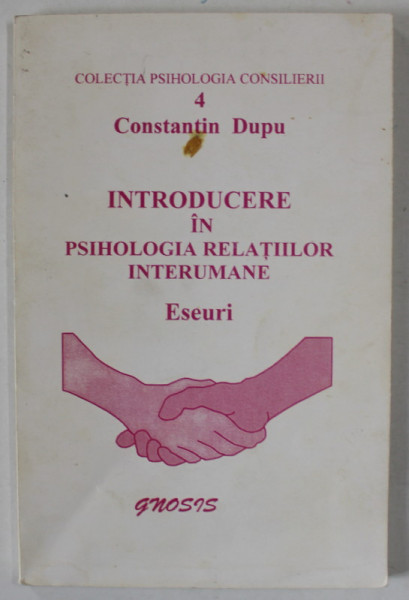 COLECȚIA PSIHOLOGIA CONSILIERII
4
Constantin Dupu
INTRODUCERE
ÎN
PSIHOLOGIA RELAȚIILOR
INTERUMANE
Eseuri
GNOSIS